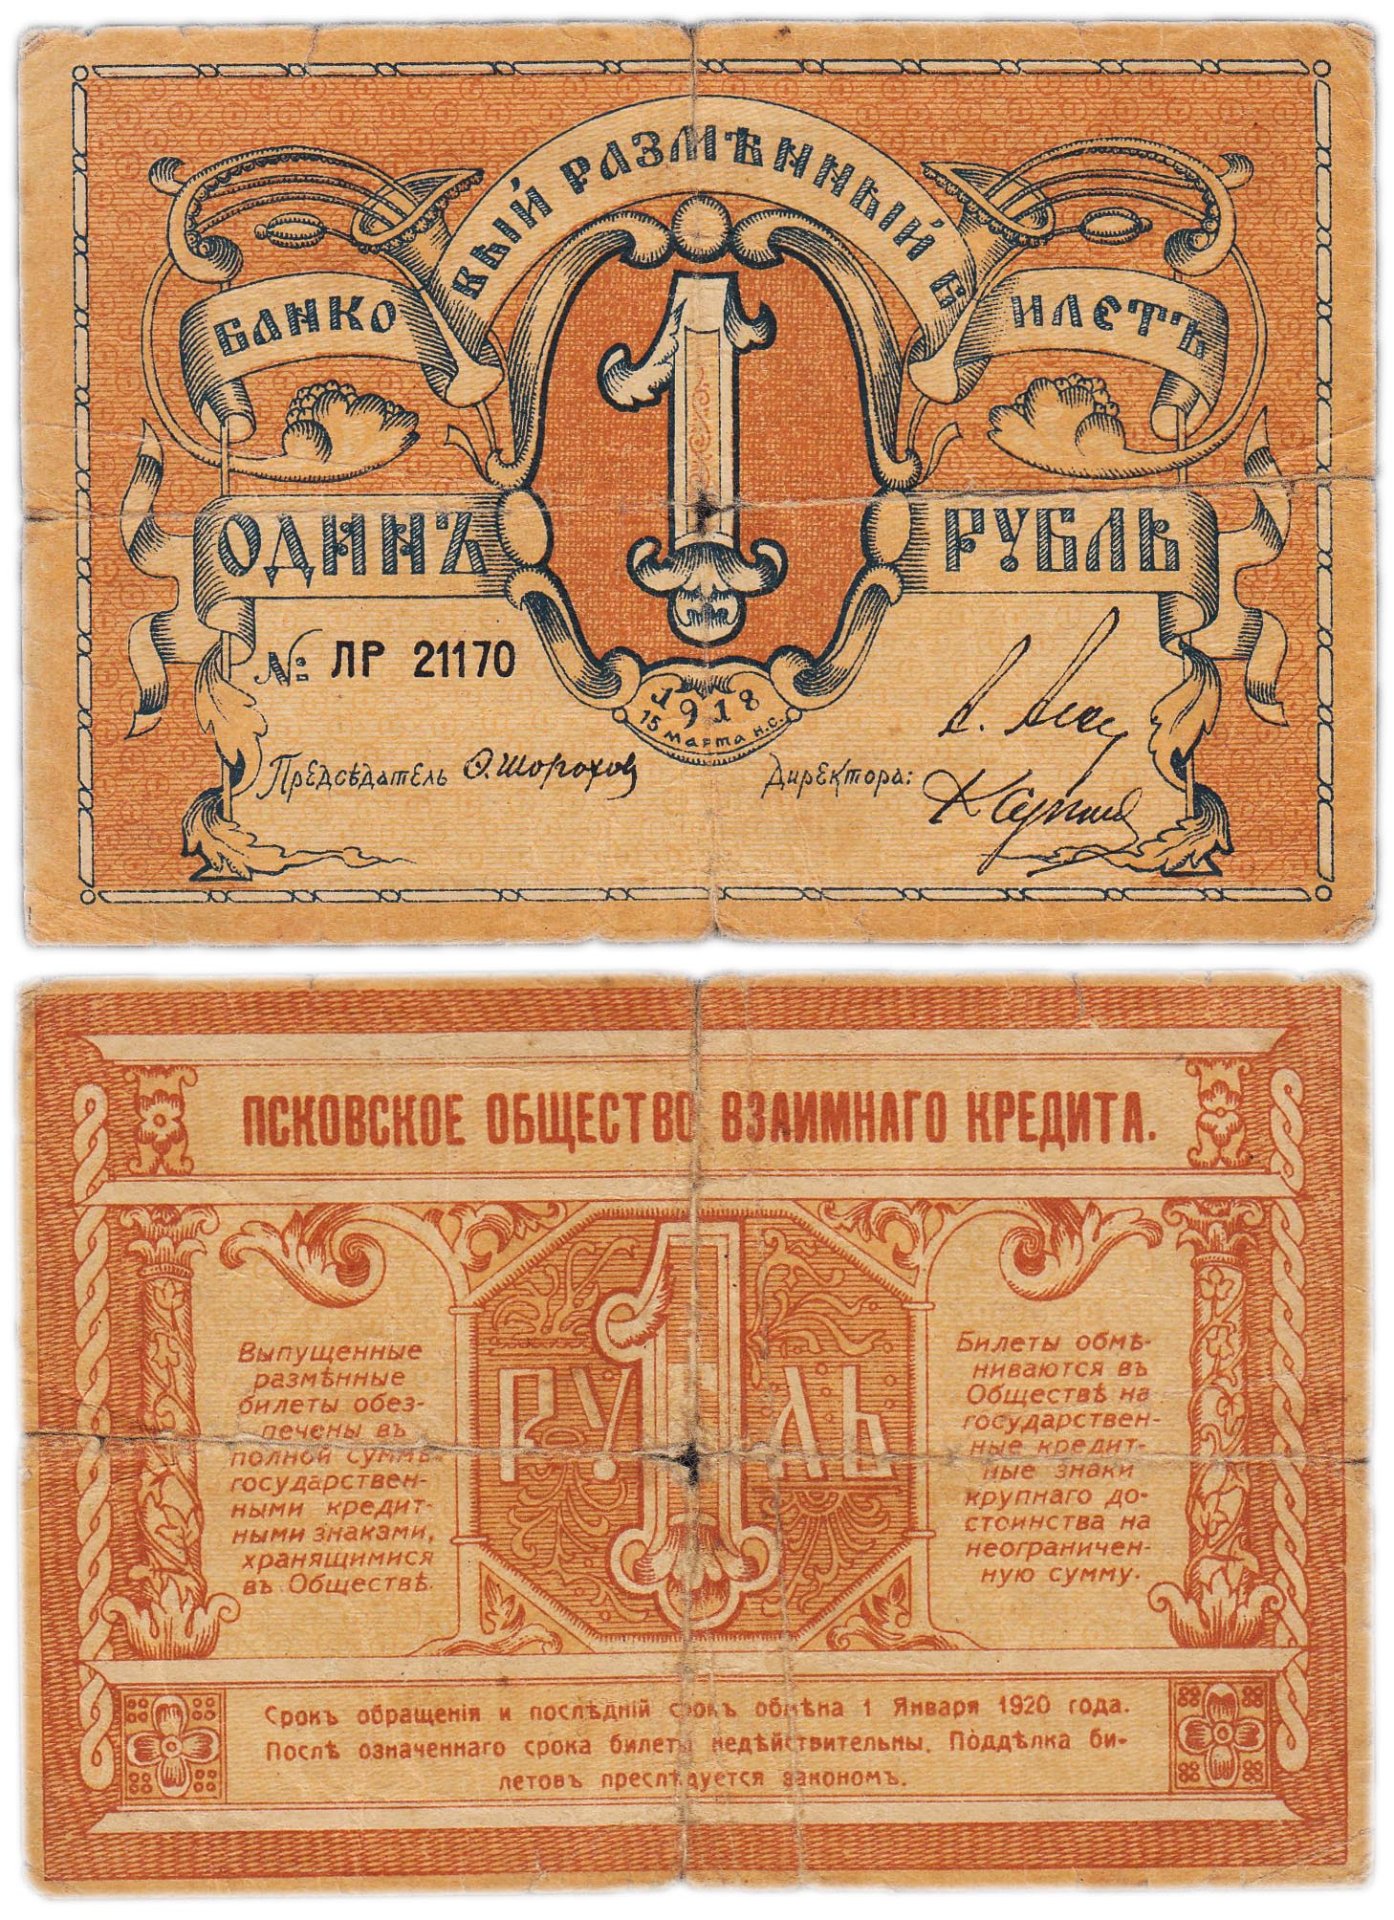 БАНКОВЫЙ РАЗМѢННЫЙ БИЛЕТЪ
1
ОДИНЪ РУБЛЬ
№: ЛР 21170
1918
15 марта н.с.
Предсѣдатель Ѳ. Шорохов
Директора:
ПСКОВСКОЕ ОБЩЕСТВО ВЗАИМНАГО КРЕДИТА.
1
РУБЛЬ
Выпущенные
размѣнные
билеты обез-
печены въ
полной суммѣ
государствен-
ными кредит-
ными знаками,
хранящимися
въ Обществѣ.
Билеты обмѣ-
ниваются въ
Обществѣ на
государствен-
ные кредит-
ные знаки
крупнаго до-
стоинства на
неограничен-
ную сумму.
Срокъ обращенія и послѣдній срокъ обмѣна 1 Января 1920 года.
Послѣ означеннаго срока билеты недѣйствительны. Поддѣлка би-
летовъ преслѣдуется закономъ.